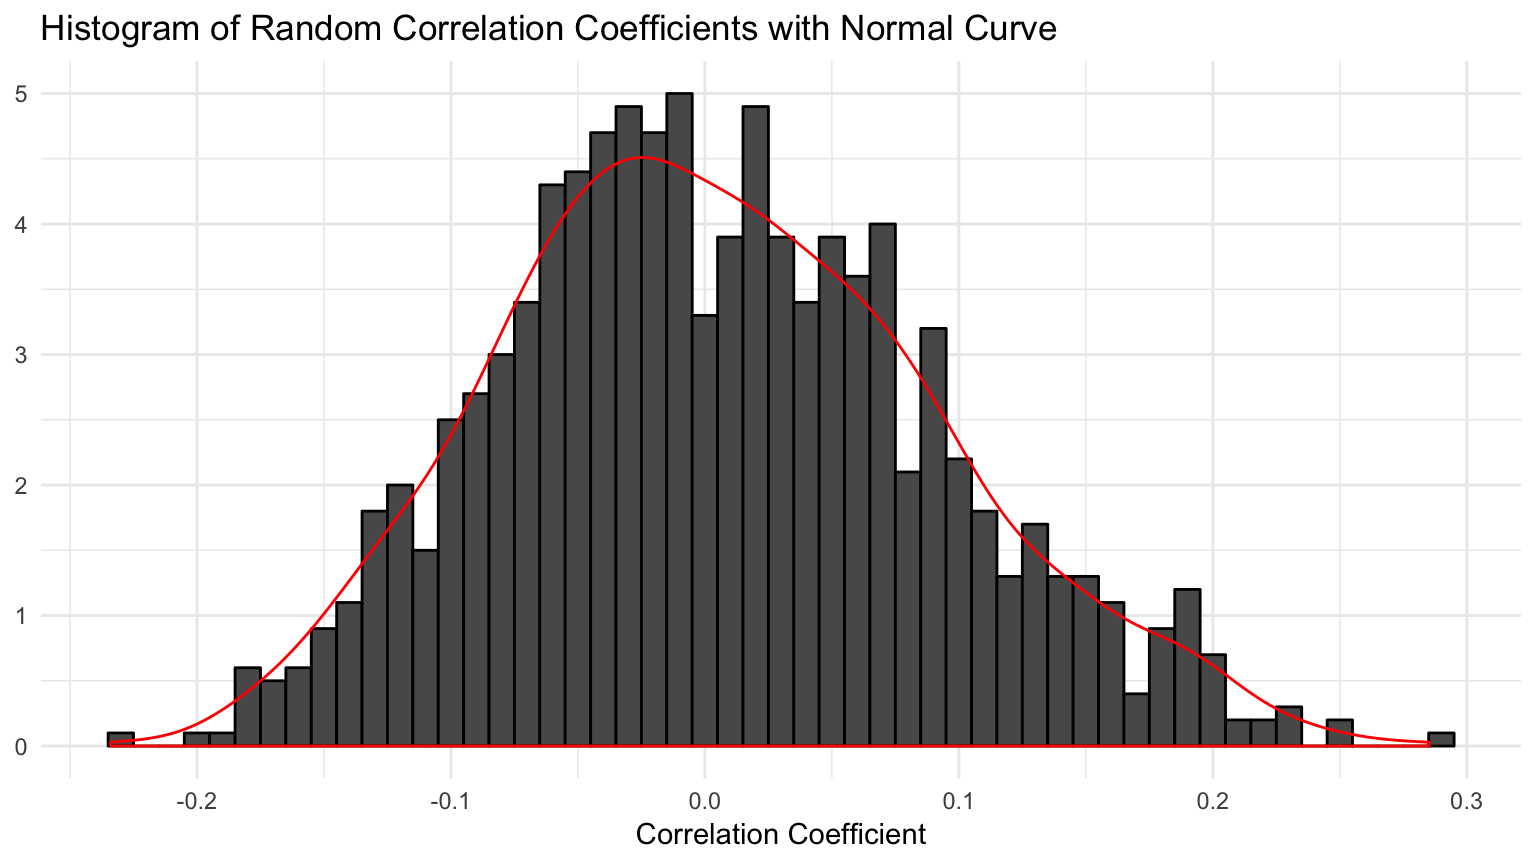 Histogram of Random Correlation Coefficients with Normal Curve
5
4
3
2
1
0
-0.2 -0.1 0.0 0.1 0.2 0.3
Correlation Coefficient